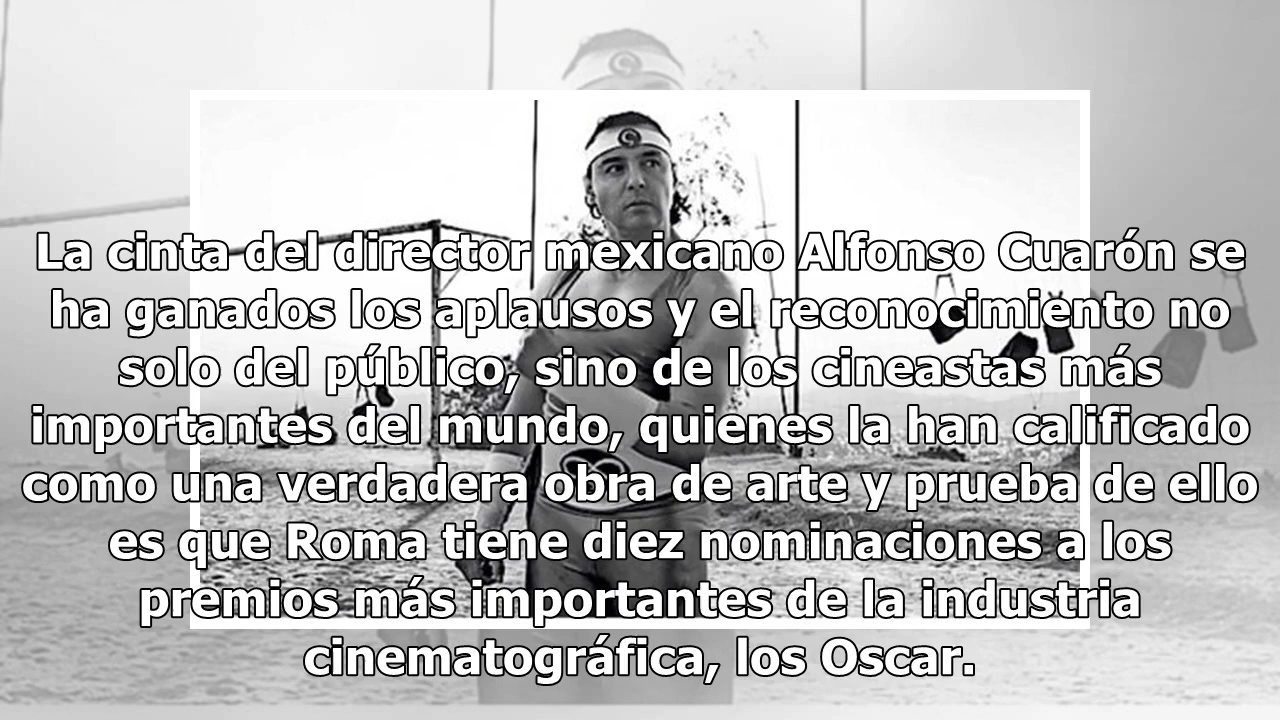 La cinta del director mexicano Alfonso Cuarón se
ha ganados los aplausos y el reconocimiento no
solo del público, sino de los cineastas más
importantes del mundo, quienes la han calificado
como una verdadera obra de arte y prueba de ello
es que Roma tiene diez nominaciones a los
premios más importantes de la industria
cinematográfica, los Oscar.